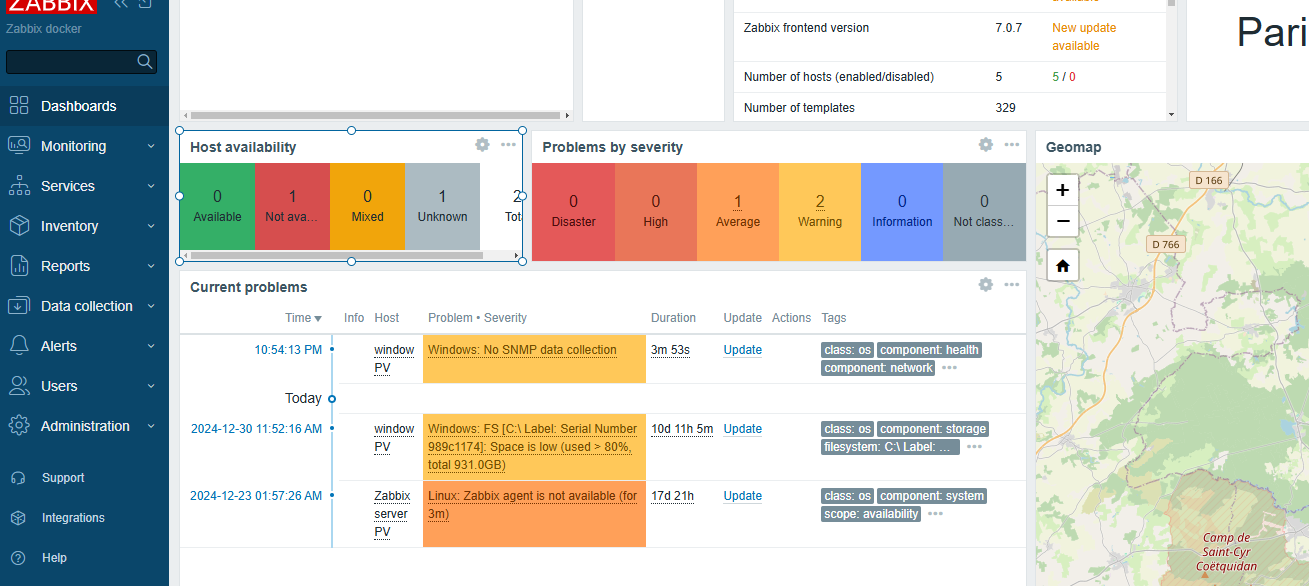 ZABBIX
Zabbix docker
Dashboards
Monitoring
Services
Inventory
Reports
Data collection
Alerts
Users
Administration
Support
Integrations
Help
available
Zabbix frontend version 7.0.7 New update
available
Number of hosts (enabled/disabled) 5 5 / 0
Number of templates 329
Pari
Host availability
0 1 0 1 2
Available Not ava... Mixed Unknown Tot
Problems by severity
0 0 1 2 0 0
Disaster High Average Warning Information Not class...
Current problems
Time Info Host Problem • Severity Duration Update Actions Tags
10:54:13 PM window Windows: No SNMP data collection 3m 53s Update class: os component: health
PV component: network •••
Today
2024-12-30 11:52:16 AM window Windows: FS [C:\ Label: Serial Number 10d 11h 5m Update class: os component: storage
PV 989c1174]: Space is low (used > 80%, filesystem: C:\ Label: ... •••
total 931.0GB)
2024-12-23 01:57:26 AM Zabbix Linux: Zabbix agent is not available (for 17d 21h Update class: os component: system
server 3m) scope: availability •••
PV
Geomap
+
−
D 166
D 766
Camp de
Saint-Cyr
Coëtquidan